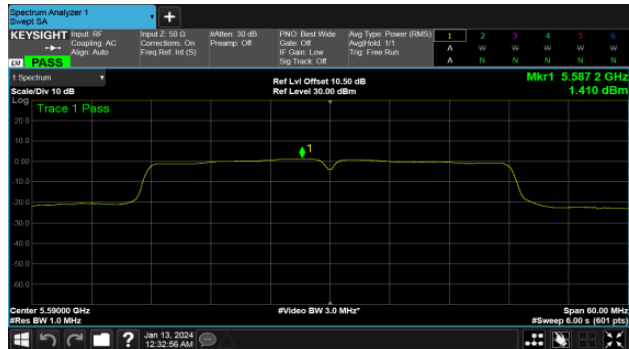 Spectrum Analyzer 1
Swept SA
+
KEYSIGHT Input: RF
Coupling: AC
Align: Auto
Input Z: 50 Ω
Corrections: On
Freq Ref: Int (S)
#Atten: 30 dB
Preamp: Off
PNO: Best Wide
Gate: Off
IF Gain: Low
Sig Track: Off
Avg Type: Power (RMS)
Avg|Hold: 1/1
Trig: Free Run
1 2 3 4 5 6
A W W W W W
A N N N N N
LXI PASS
1 Spectrum
Scale/Div 10 dB
Ref Lvl Offset 10.50 dB
Ref Level 30.00 dBm
Mkr1 5.587 2 GHz
1.410 dBm
Log
Trace 1 Pass
20.0
10.0
0.00
-10.0
-20.0
-30.0
-40.0
-50.0
-60.0
1
Center 5.59000 GHz
#Res BW 1.0 MHz
#Video BW 3.0 MHz*
Span 60.00 MHz
#Sweep 6.00 s (601 pts)
?
Jan 13, 2024
12:32:56 AM